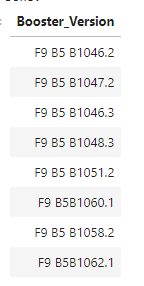 Booster_Version
F9 B5 B1046.2
F9 B5 B1047.2
F9 B5 B1046.3
F9 B5 B1048.3
F9 B5 B1051.2
F9 B5B1060.1
F9 B5 B1058.2
F9 B5B1062.1